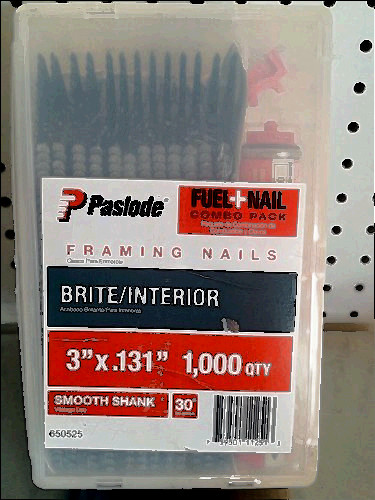 Paslode
FUEL+NAIL
COMBO PACK
FRAMING NAILS
BRITE/INTERIOR
3" x .131" 1,000 QTY
SMOOTH SHANK 30°
650525